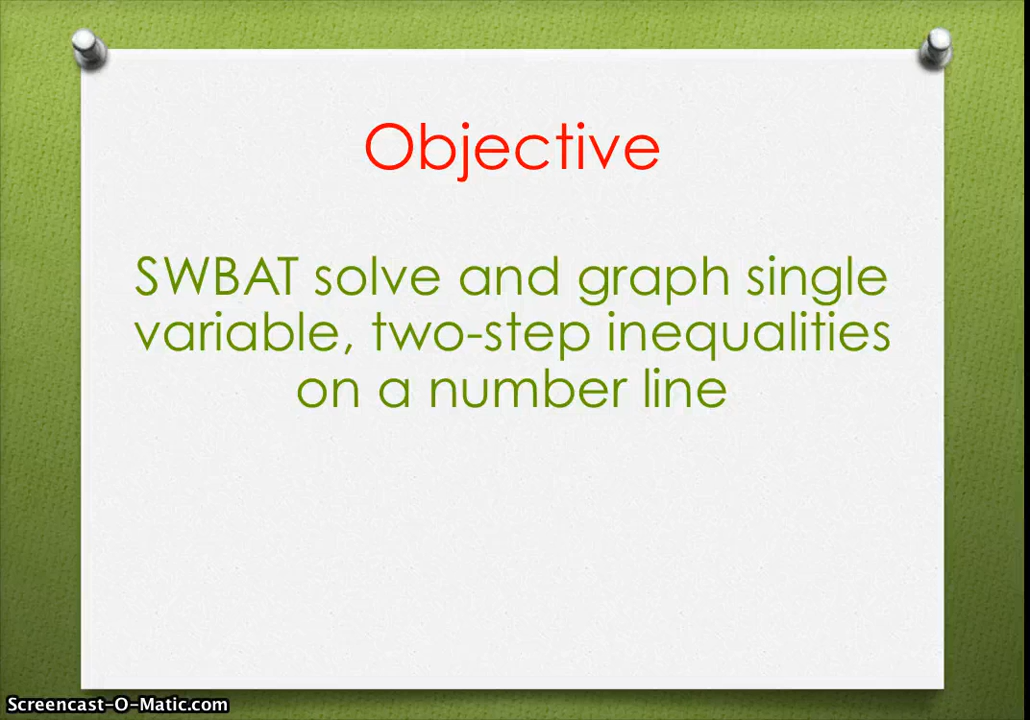 Objective
SWBAT solve and graph single
variable, two-step inequalities
on a number line
Screencast-O-Matic.com